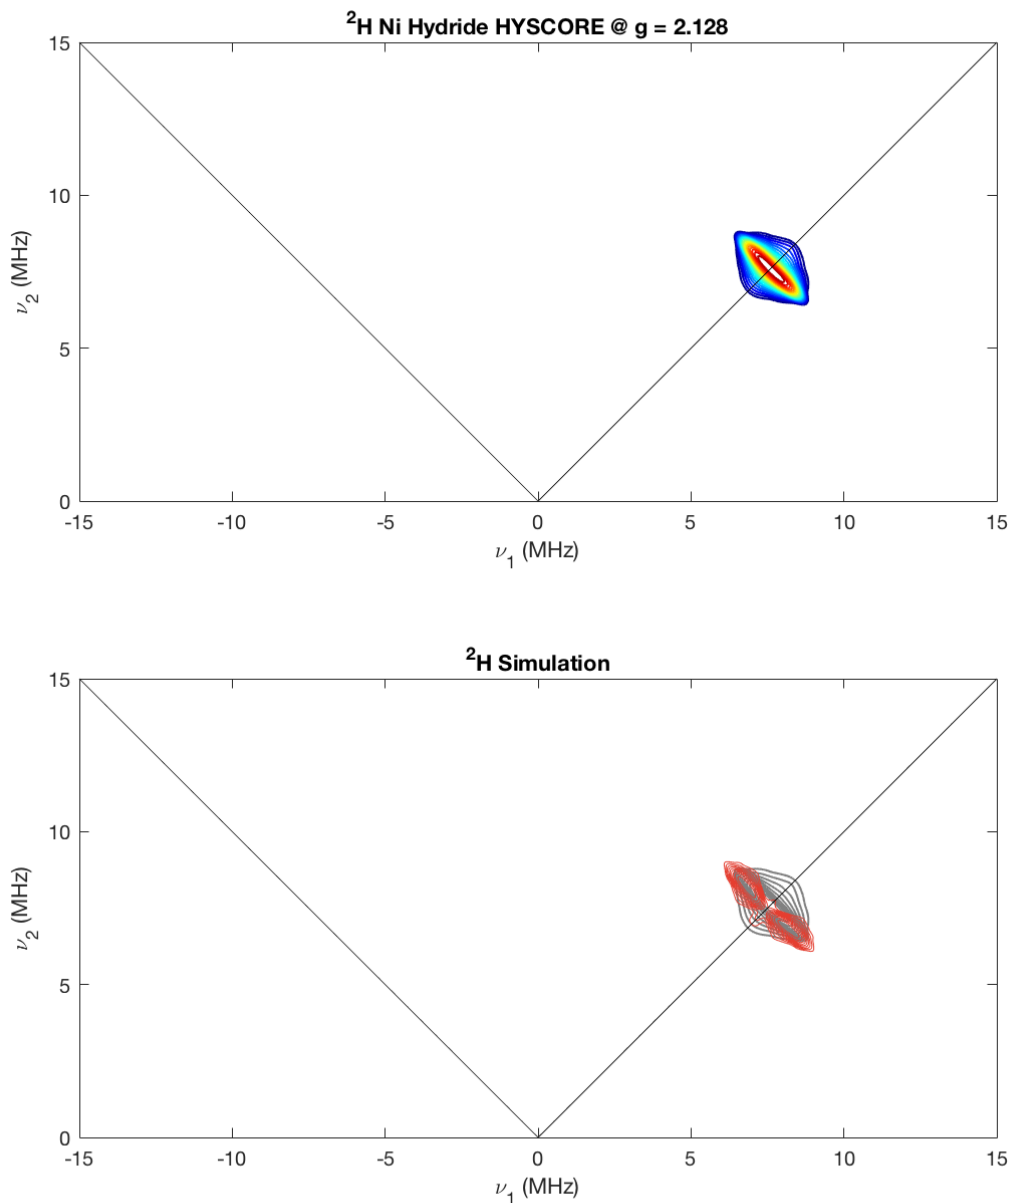 ²H Ni Hydride HYSCORE @ g = 2.128
15
10
5
0
ν₂ (MHz)
-15 -10 -5 0 5 10 15
ν₁ (MHz)
²H Simulation
15
10
5
0
ν₂ (MHz)
-15 -10 -5 0 5 10 15
ν₁ (MHz)